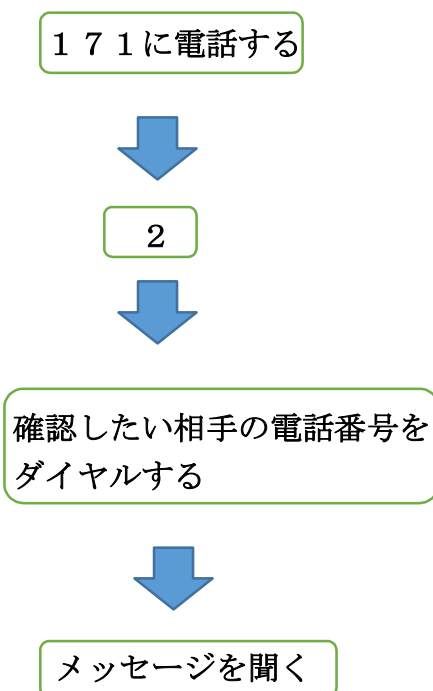 １７１に電話する
２
確認したい相手の電話番号を
ダイヤルする
メッセージを聞く